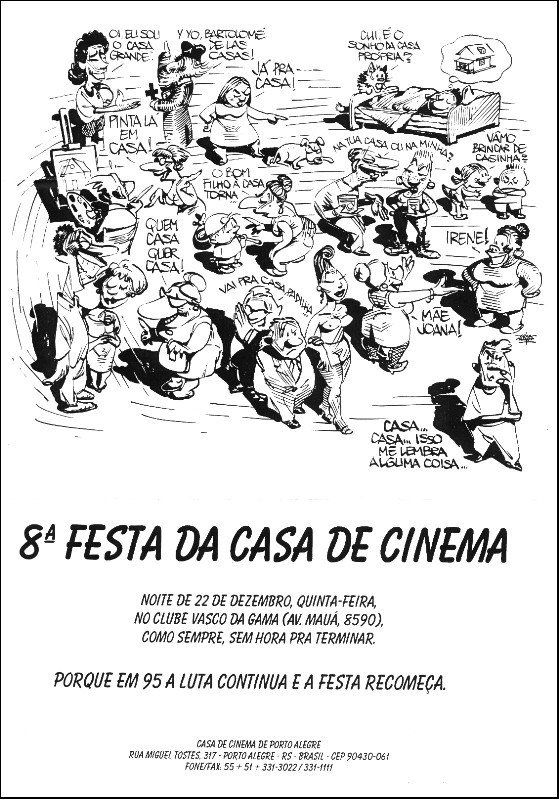 OI EU SOU
O CASA
GRANDE.
Y YO, BARTOLOMÉ
DE LAS
CASAS!
JÁ PRA
CASA!
CUI, É O
SONHO DA CASA
PRÓPRIA?
PINTA LÁ
EM
CASA!
O BOM
FILHO À CASA
TORNA.
NA TUA CASA OU NA MINHA?
VAMO
BRINCAR DE
CASINHA?
QUEM
CASA
QUER
CASA!
VAI PRA CASA, PADILHA
IRENE!
MÃE
JOANA!
CASA...
CASA... ISSO
ME LEMBRA
ALGUMA COISA...
8ª FESTA DA CASA DE CINEMA
NOITE DE 22 DE DEZEMBRO, QUINTA-FEIRA,
NO CLUBE VASCO DA GAMA (AV. MAUÁ, 8590),
COMO SEMPRE, SEM HORA PRA TERMINAR.
PORQUE EM 95 A LUTA CONTINUA E A FESTA RECOMEÇA.
CASA DE CINEMA DE PORTO ALEGRE
RUA MIGUEL TOSTES, 317 - PORTO ALEGRE - RS - BRASIL - CEP 90430-061
FONE/FAX: 55 + 51 + 331-3022 / 331-1111